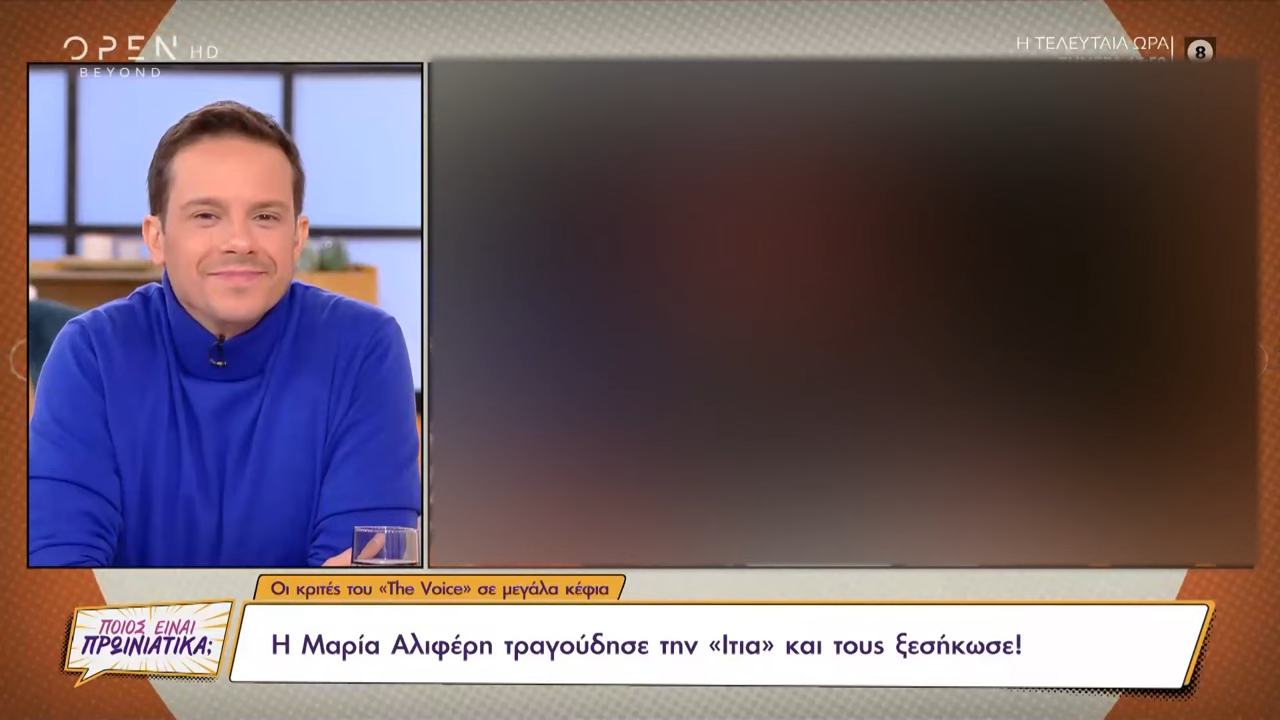 OPEN HD
BEYOND
Η ΤΕΛΕΥΤΑΙΑ ΩΡΑ
8
Οι κριτές του «The Voice» σε μεγάλα κέφια
ΠΟΙΟΣ ΕΙΝΑΙ
ΠΡΩΙΝΙΑΤΙΚΑ;
Η Μαρία Αλιφέρη τραγούδησε την «Ιτια» και τους ξεσήκωσε!